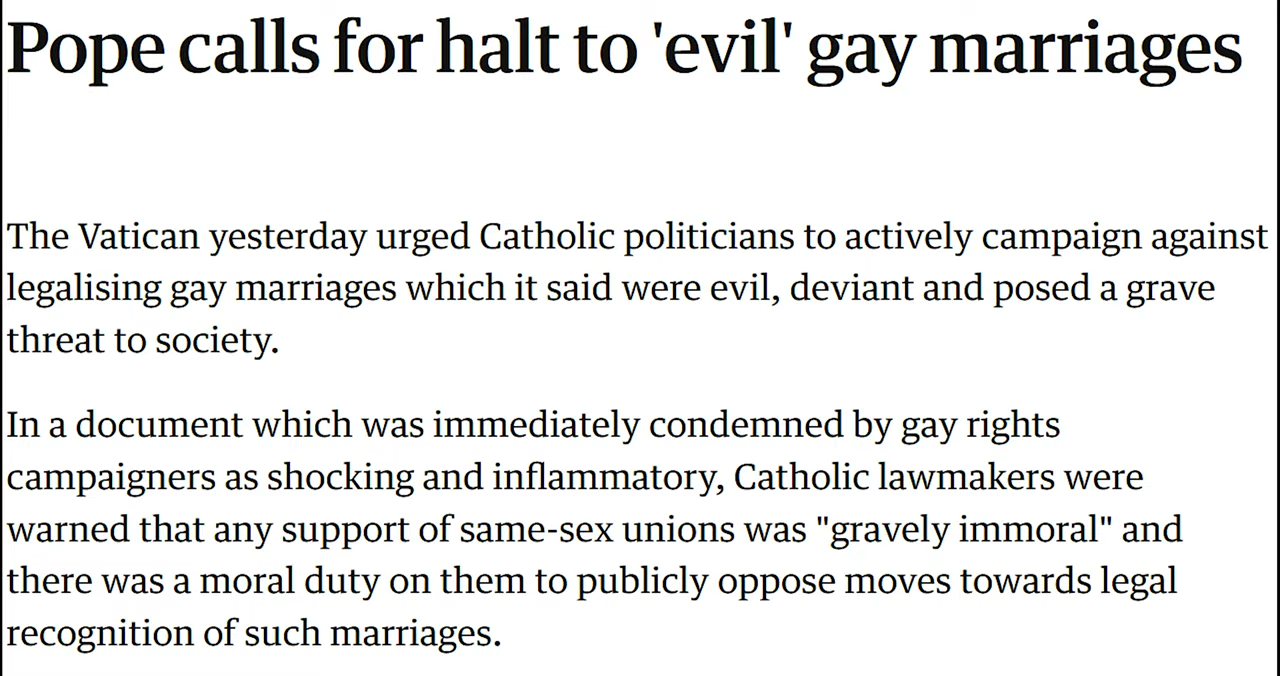 Pope calls for halt to 'evil' gay marriages
The Vatican yesterday urged Catholic politicians to actively campaign against
legalising gay marriages which it said were evil, deviant and posed a grave
threat to society.
In a document which was immediately condemned by gay rights
campaigners as shocking and inflammatory, Catholic lawmakers were
warned that any support of same-sex unions was "gravely immoral" and
there was a moral duty on them to publicly oppose moves towards legal
recognition of such marriages.